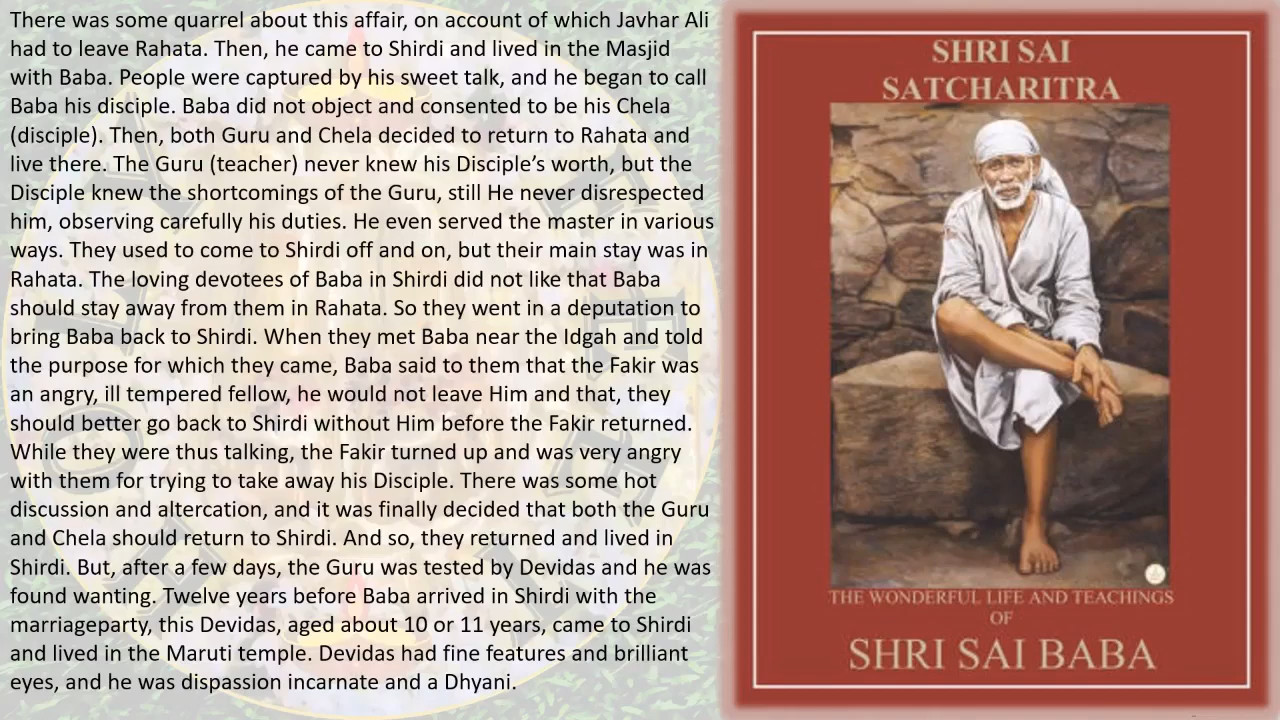 There was some quarrel about this affair, on account of which Javhar Ali
had to leave Rahata. Then, he came to Shirdi and lived in the Masjid
with Baba. People were captured by his sweet talk, and he began to call
Baba his disciple. Baba did not object and consented to be his Chela
(disciple). Then, both Guru and Chela decided to return to Rahata and
live there. The Guru (teacher) never knew his Disciple’s worth, but the
Disciple knew the shortcomings of the Guru, still He never disrespected
him, observing carefully his duties. He even served the master in various
ways. They used to come to Shirdi off and on, but their main stay was in
Rahata. The loving devotees of Baba in Shirdi did not like that Baba
should stay away from them in Rahata. So they went in a deputation to
bring Baba back to Shirdi. When they met Baba near the Idgah and told
the purpose for which they came, Baba said to them that the Fakir was
an angry, ill tempered fellow, he would not leave Him and that, they
should better go back to Shirdi without Him before the Fakir returned.
While they were thus talking, the Fakir turned up and was very angry
with them for trying to take away his Disciple. There was some hot
discussion and altercation, and it was finally decided that both the Guru
and Chela should return to Shirdi. And so, they returned and lived in
Shirdi. But, after a few days, the Guru was tested by Devidas and he was
found wanting. Twelve years before Baba arrived in Shirdi with the
marriageparty, this Devidas, aged about 10 or 11 years, came to Shirdi
and lived in the Maruti temple. Devidas had fine features and brilliant
eyes, and he was dispassion incarnate and a Dhyani.
SHRI SAI
SATCHARITRA
THE WONDERFUL LIFE AND TEACHINGS
OF
SHRI SAI BABA